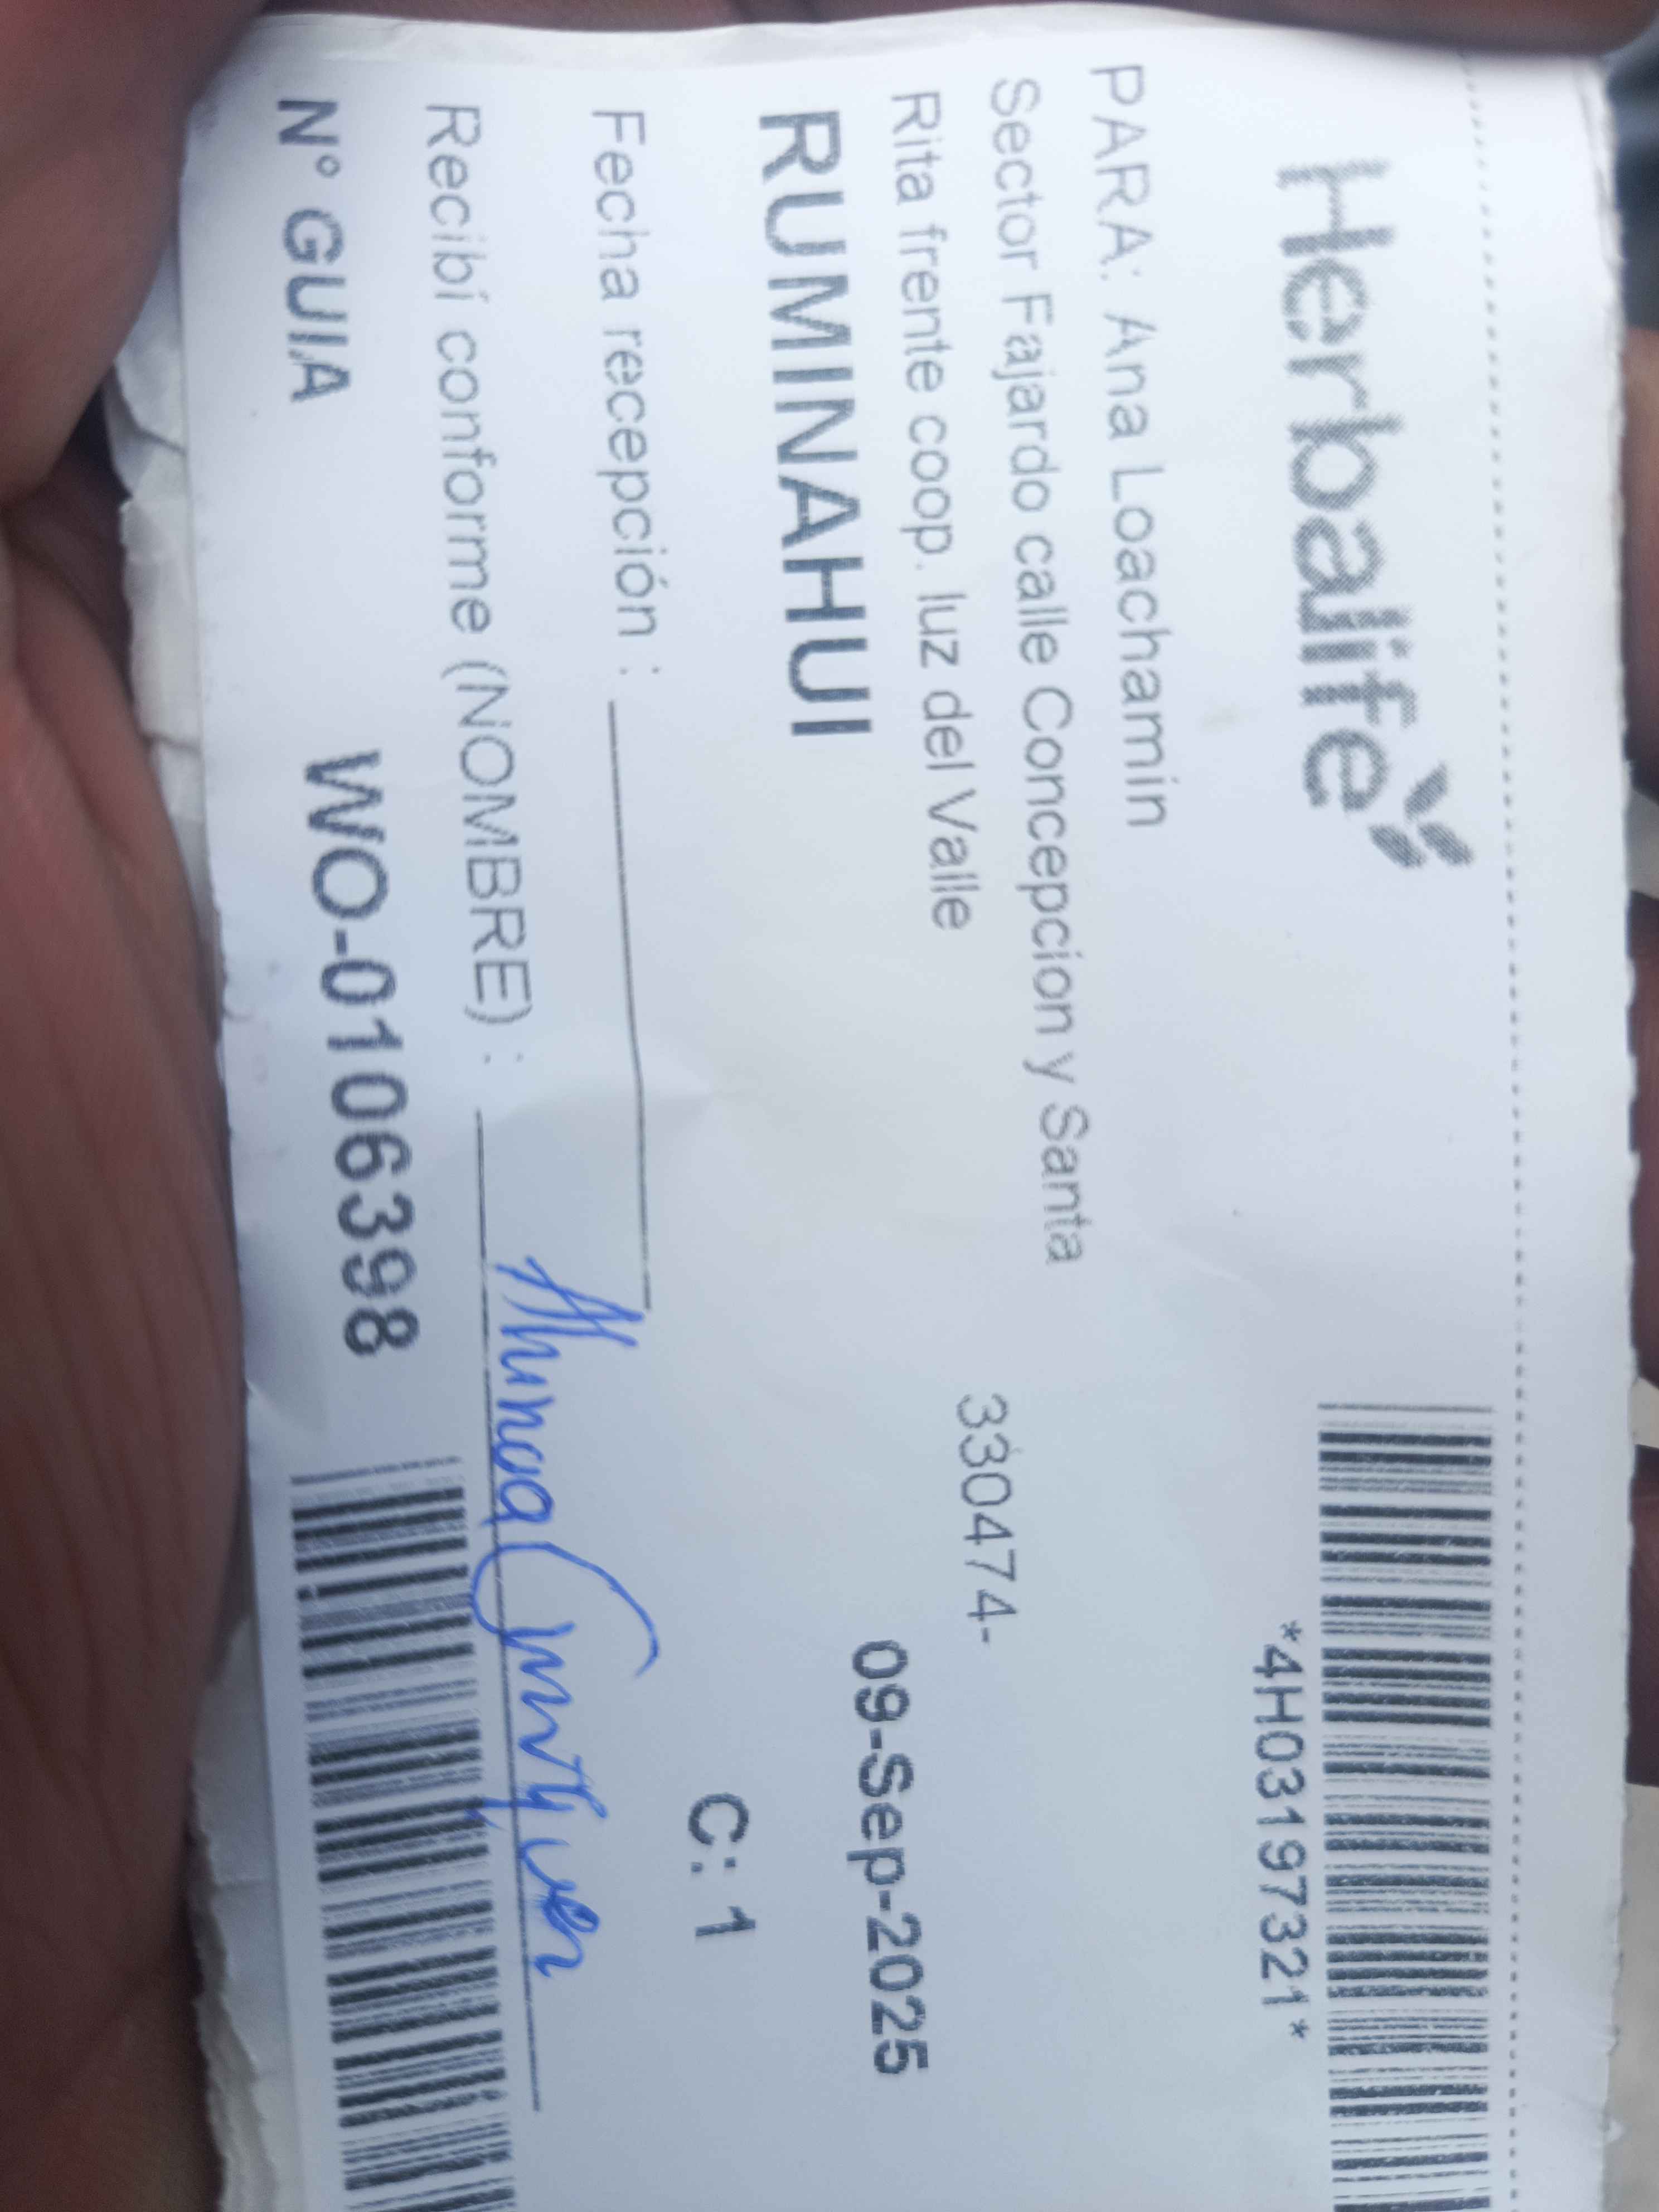 Herbalife
*4H03197321*
PARA: Ana Loachamin
Sector Fajardo calle Concepcion y Santa
Rita frente coop. luz del Valle
330474-
RUMINAHUI
09-Sep-2025
C: 1
Fecha recepción :
Recibí conforme (NOMBRE) :
N° GUIA WO-0106398